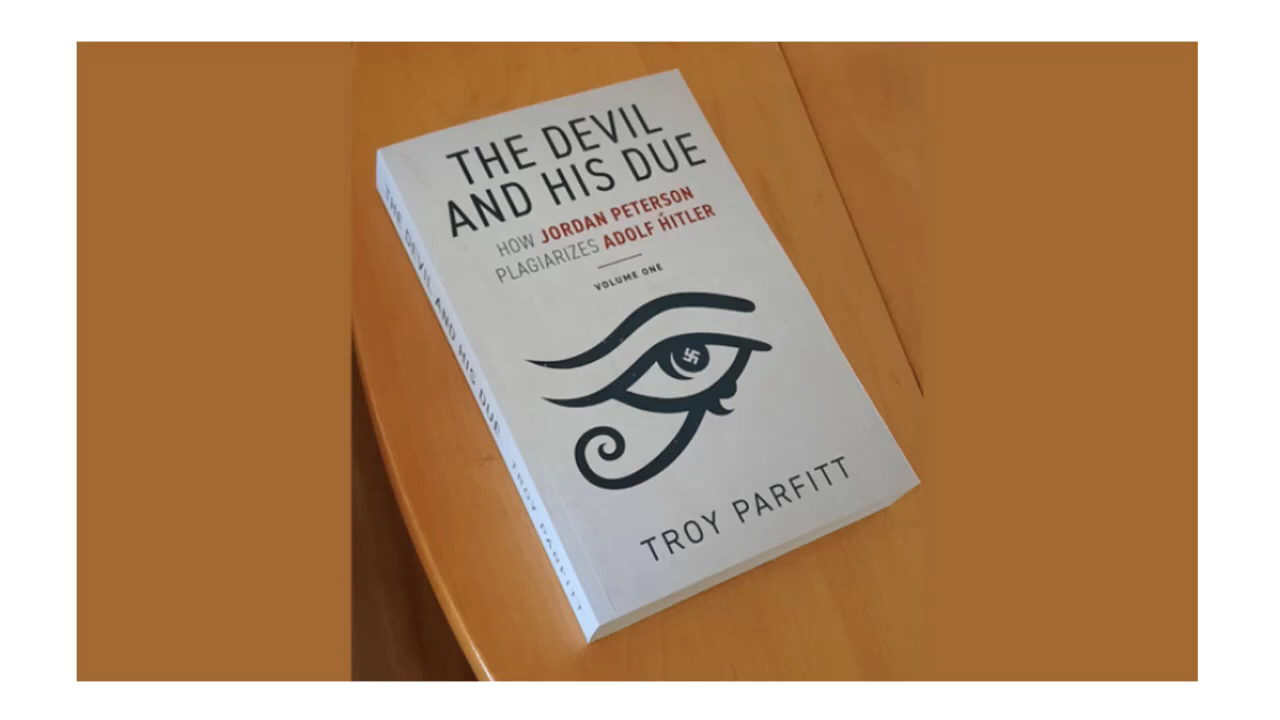 THE DEVIL
AND HIS DUE
HOW JORDAN PETERSON
PLAGIARIZES ADOLF HITLER
VOLUME ONE
TROY PARFITT
THE DEVIL AND HIS DUE TROY PARFITT